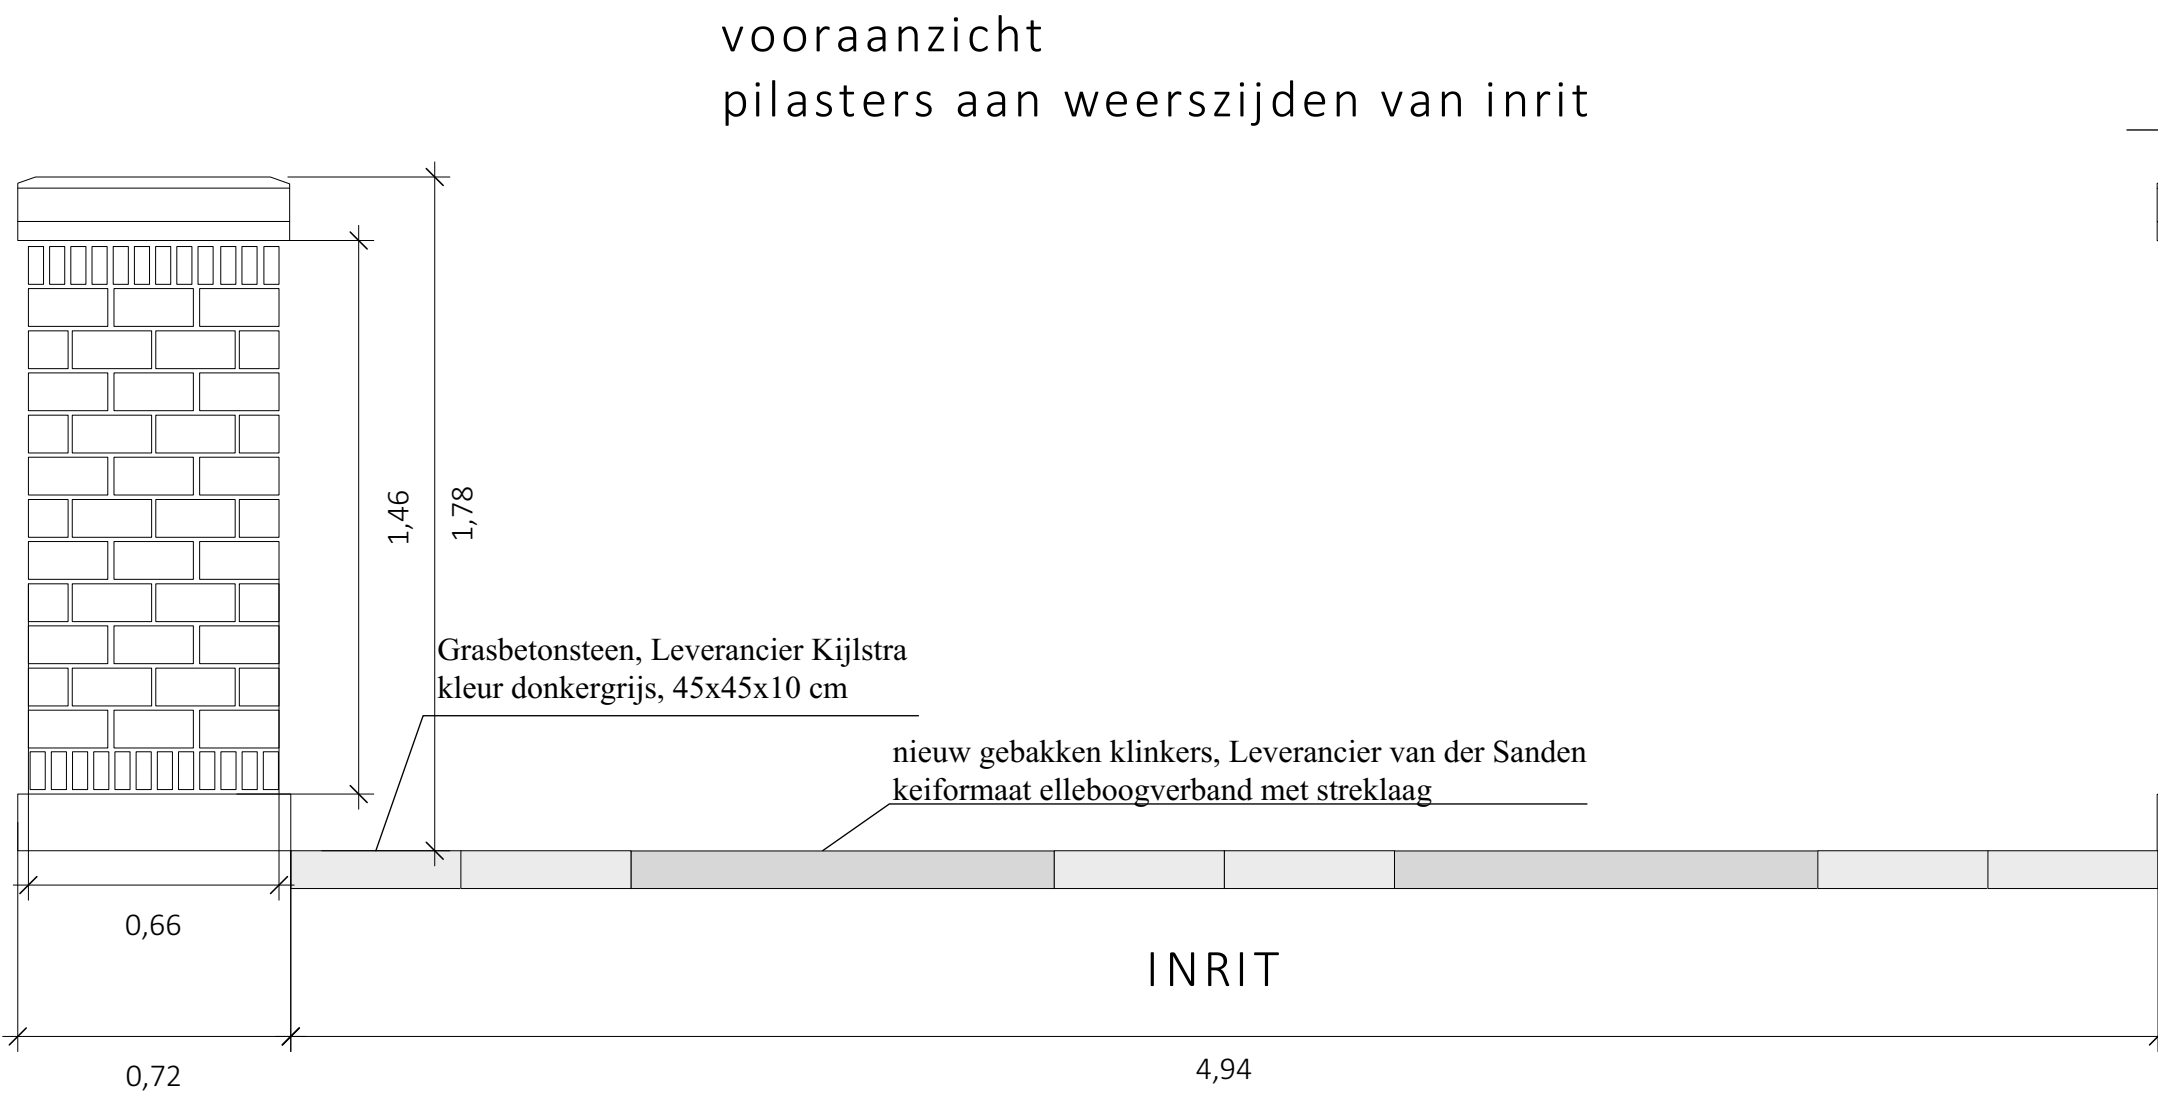 vooraanzicht
pilasters aan weerszijden van inrit
1,46
1,78
Grasbetonsteen, Leverancier Kijlstra
kleur donkergrijs, 45x45x10 cm
nieuw gebakken klinkers, Leverancier van der Sanden
keiformaat elleboogverband met streklaag
0,66
INRIT
0,72
4,94